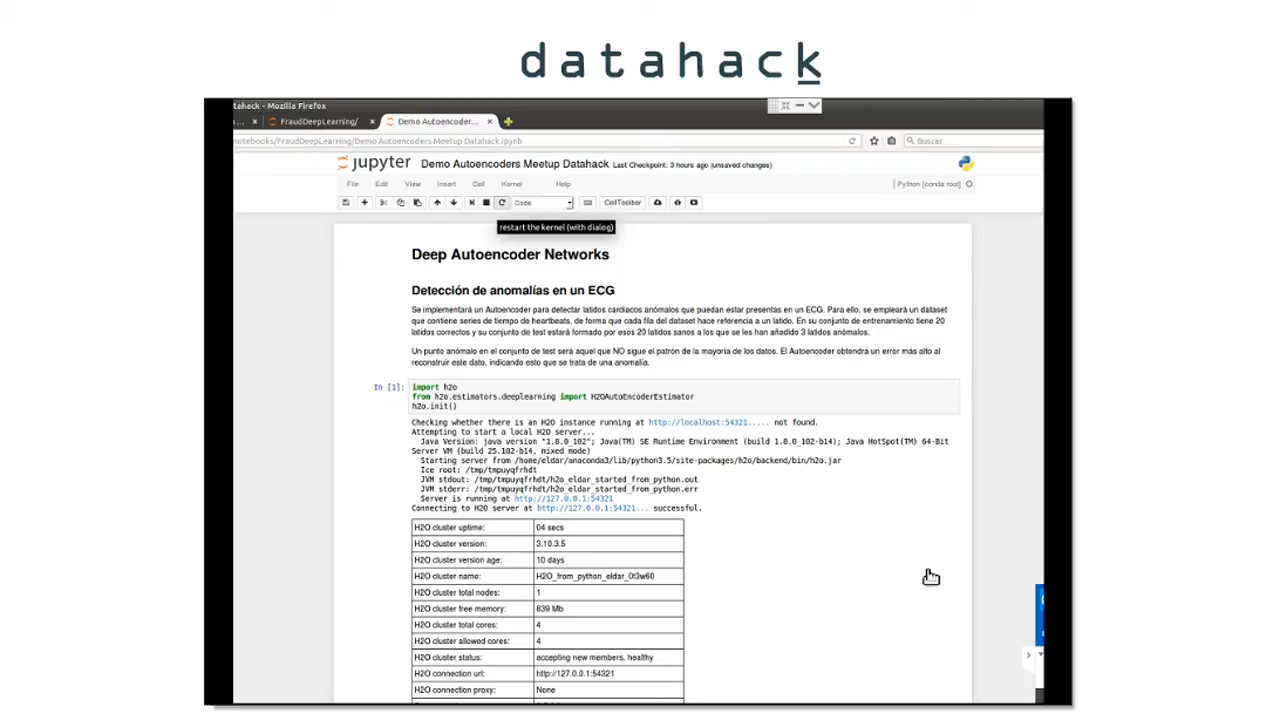 datahack
tahack - Mozilla Firefox
... FraudDeepLearning/ Demo Autoencoder...
notebooks/FraudDeepLearning/Demo Autoencoders Meetup Datahack.ipynb Buscar
jupyter Demo Autoencoders Meetup Datahack Last Checkpoint: 3 hours ago (unsaved changes)
File Edit View Insert Cell Kernel Help Python [conda root]
Code CellToolbar
restart the kernel (with dialog)
Deep Autoencoder Networks
Detección de anomalías en un ECG
Se implementará un Autoencoder para detectar latidos cardiacos anómalos que puedan estar presentes en un ECG. Para ello, se empleará un dataset
que contiene series de tiempo de heartbeats, de forma que cada fila del dataset hace referencia a un latido. En su conjunto de entrenamiento tiene 20
latidos correctos y su conjunto de test estará formado por esos 20 latidos sanos a los que se les han añadido 3 latidos anómalos.
Un punto anómalo en el conjunto de test será aquel que NO sigue el patrón de la mayoría de los datos. El Autoencoder obtendrá un error más alto al
reconstruir este dato, indicando esto que se trata de una anomalía.
In [1]: import h2o
from h2o.estimators.deeplearning import H2OAutoEncoderEstimator
h2o.init()
Checking whether there is an H2O instance running at http://localhost:54321..... not found.
Attempting to start a local H2O server...
Java Version: java version "1.8.0_102"; Java(TM) SE Runtime Environment (build 1.8.0_102-b14); Java HotSpot(TM) 64-Bit
Server VM (build 25.102-b14, mixed mode)
Starting server from /home/eldar/anaconda3/lib/python3.5/site-packages/h2o/backend/bin/h2o.jar
Ice root: /tmp/tmpuyqfrhdt
JVM stdout: /tmp/tmpuyqfrhdt/h2o_eldar_started_from_python.out
JVM stderr: /tmp/tmpuyqfrhdt/h2o_eldar_started_from_python.err
Server is running at http://127.0.0.1:54321
Connecting to H2O server at http://127.0.0.1:54321... successful.
H2O cluster uptime: 04 secs
H2O cluster version: 3.10.3.5
H2O cluster version age: 10 days
H2O cluster name: H2O_from_python_eldar_0t3w60
H2O cluster total nodes: 1
H2O cluster free memory: 839 Mb
H2O cluster total cores: 4
H2O cluster allowed cores: 4
H2O cluster status: accepting new members, healthy
H2O connection url: http://127.0.0.1:54321
H2O connection proxy: None